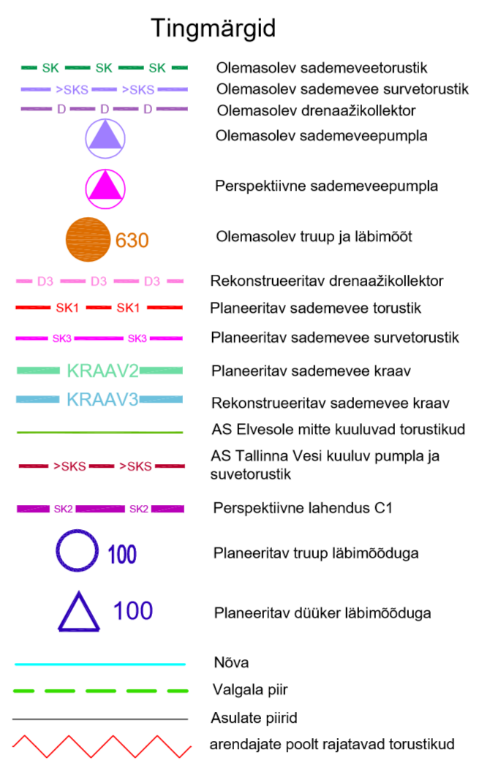 Tingmärgid
SK SK SK Olemasolev sademeveetorustik
>SKS >SKS Olemasolev sademevee survetorustik
D D D Olemasolev drenaažikollektor
Olemasolev sademeveepumpla
Perspektiivne sademeveepumpla
630 Olemasolev truup ja läbimõõt
D3 D3 D3 Rekonstrueeritav drenaažikollektor
SK1 SK1 Planeeritav sademevee torustik
SK3 SK3 Planeeritav sademevee survetorustik
KRAAV2 Planeeritav sademevee kraav
KRAAV3 Rekonstrueeritav sademevee kraav
AS Elvesole mitte kuuluvad torustikud
>SKS >SKS AS Tallinna Vesi kuuluv pumpla ja
suvetorustik
SK2 SK2 Perspektiivne lahendus C1
100 Planeeritav truup läbimõõduga
100 Planeeritav düüker läbimõõduga
Nõva
Valgala piir
Asulate piirid
arendajate poolt rajatavad torustikud